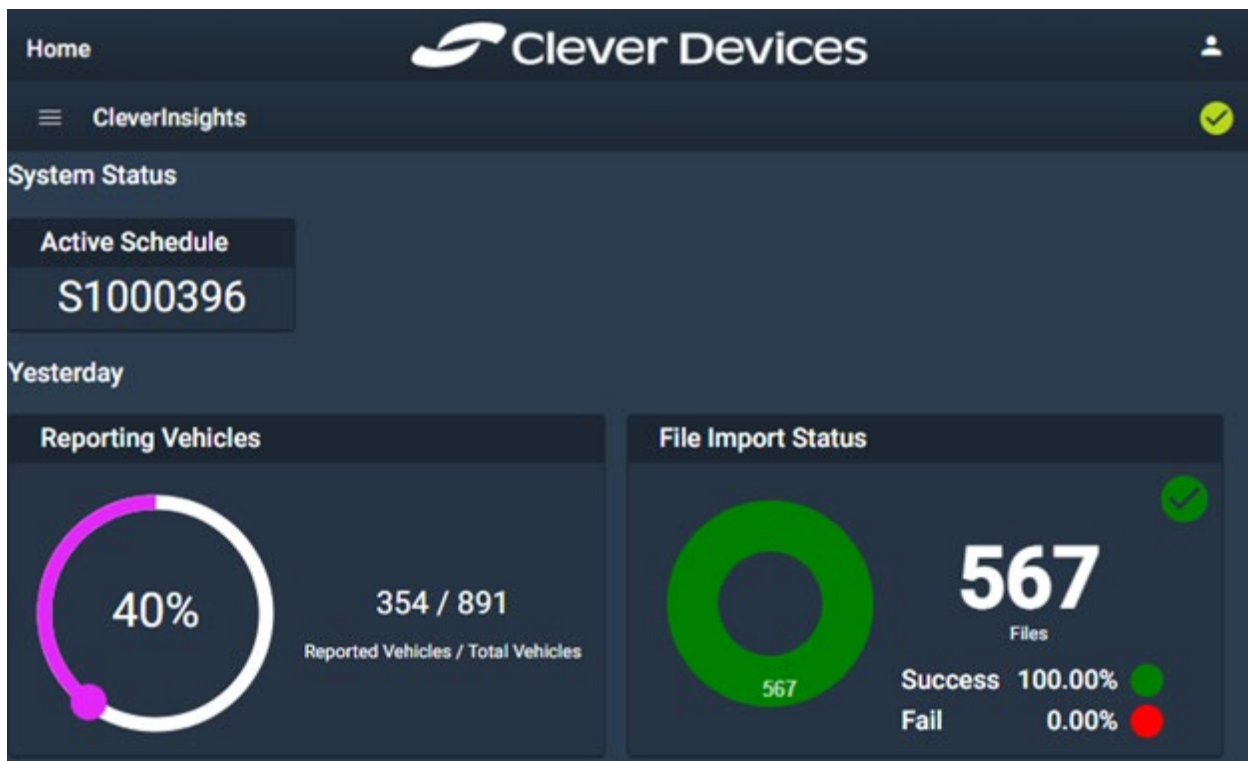 Home
Clever Devices
CleverInsights
System Status
Active Schedule
S1000396
Yesterday
Reporting Vehicles
40%
354 / 891
Reported Vehicles / Total Vehicles
File Import Status
567
567
Files
Success 100.00%
Fail 0.00%